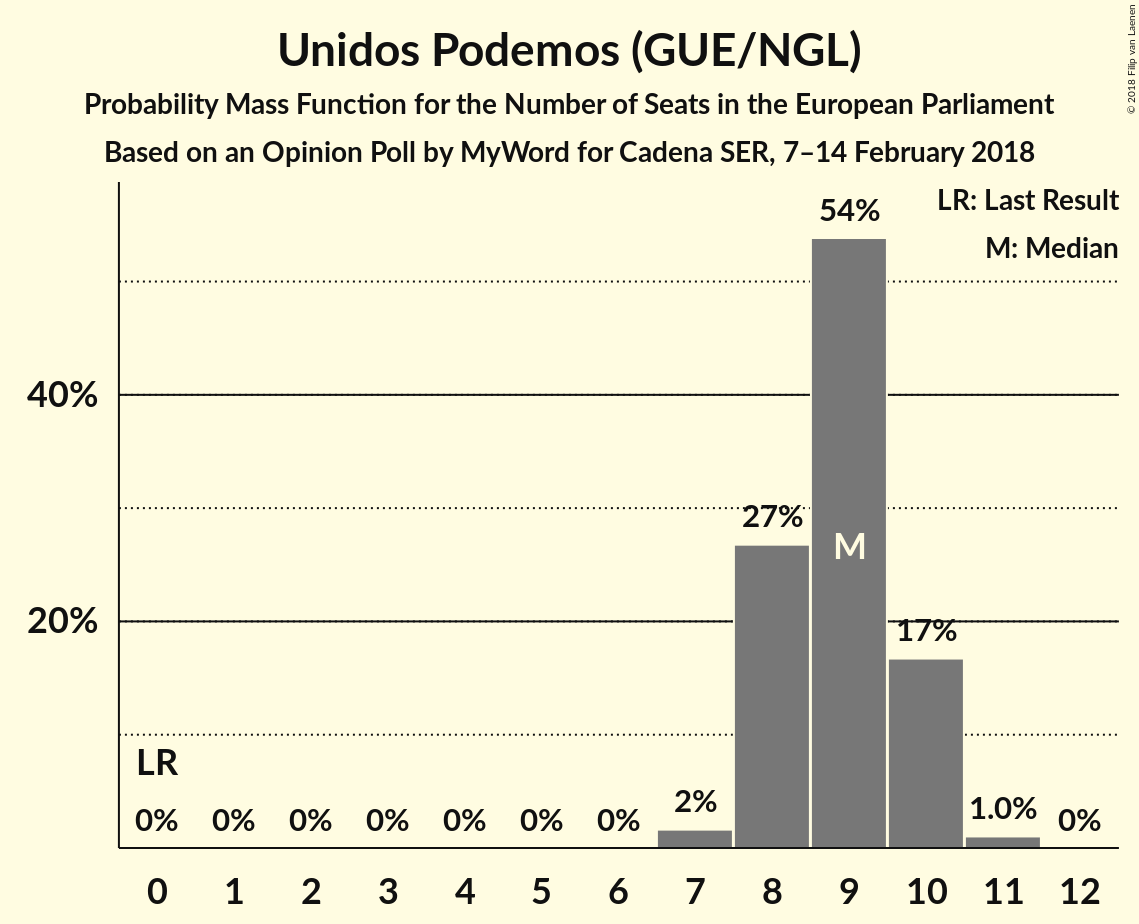 Unidos Podemos (GUE/NGL)
Probability Mass Function for the Number of Seats in the European Parliament
Based on an Opinion Poll by MyWord for Cadena SER, 7–14 February 2018
© 2018 Filip van Laenen
LR: Last Result
M: Median
54%
40%
27%
M
20%
17%
LR
0% 0% 0% 0% 0% 0% 0% 2% 1.0% 0%
0 1 2 3 4 5 6 7 8 9 10 11 12